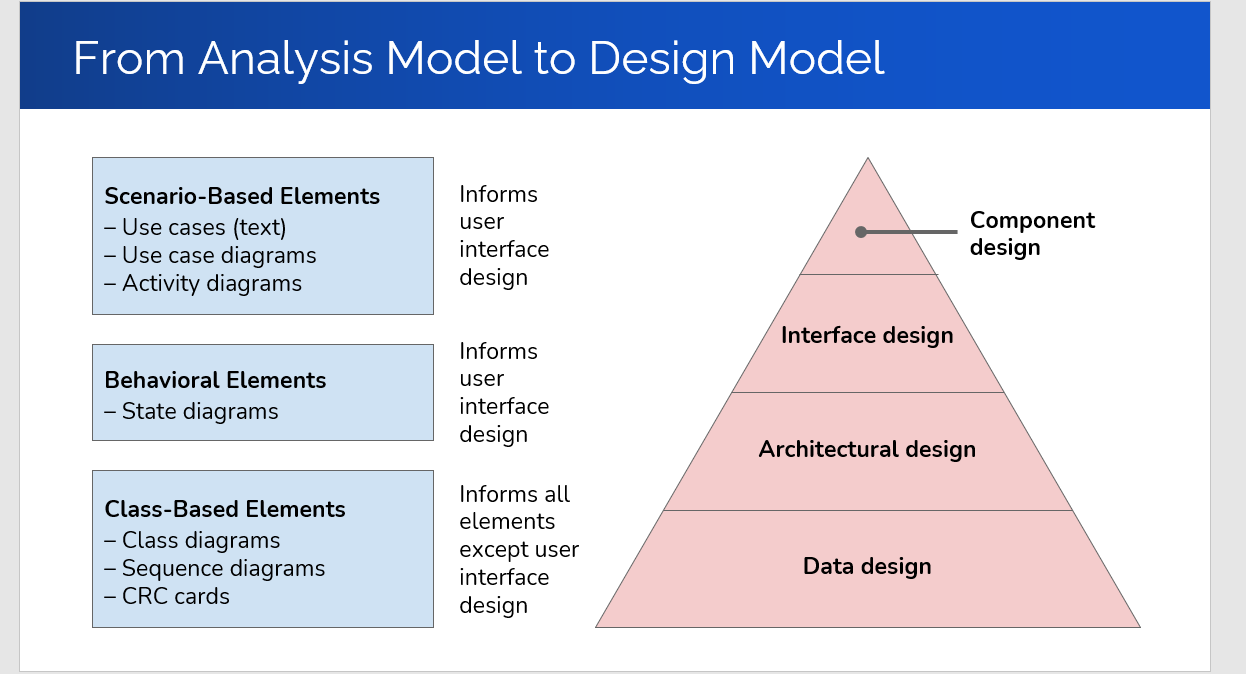 From Analysis Model to Design Model
Scenario-Based Elements
– Use cases (text)
– Use case diagrams
– Activity diagrams
Informs
user
interface
design
Behavioral Elements
– State diagrams
Informs
user
interface
design
Class-Based Elements
– Class diagrams
– Sequence diagrams
– CRC cards
Informs all
elements
except user
interface
design
Component
design
Interface design
Architectural design
Data design